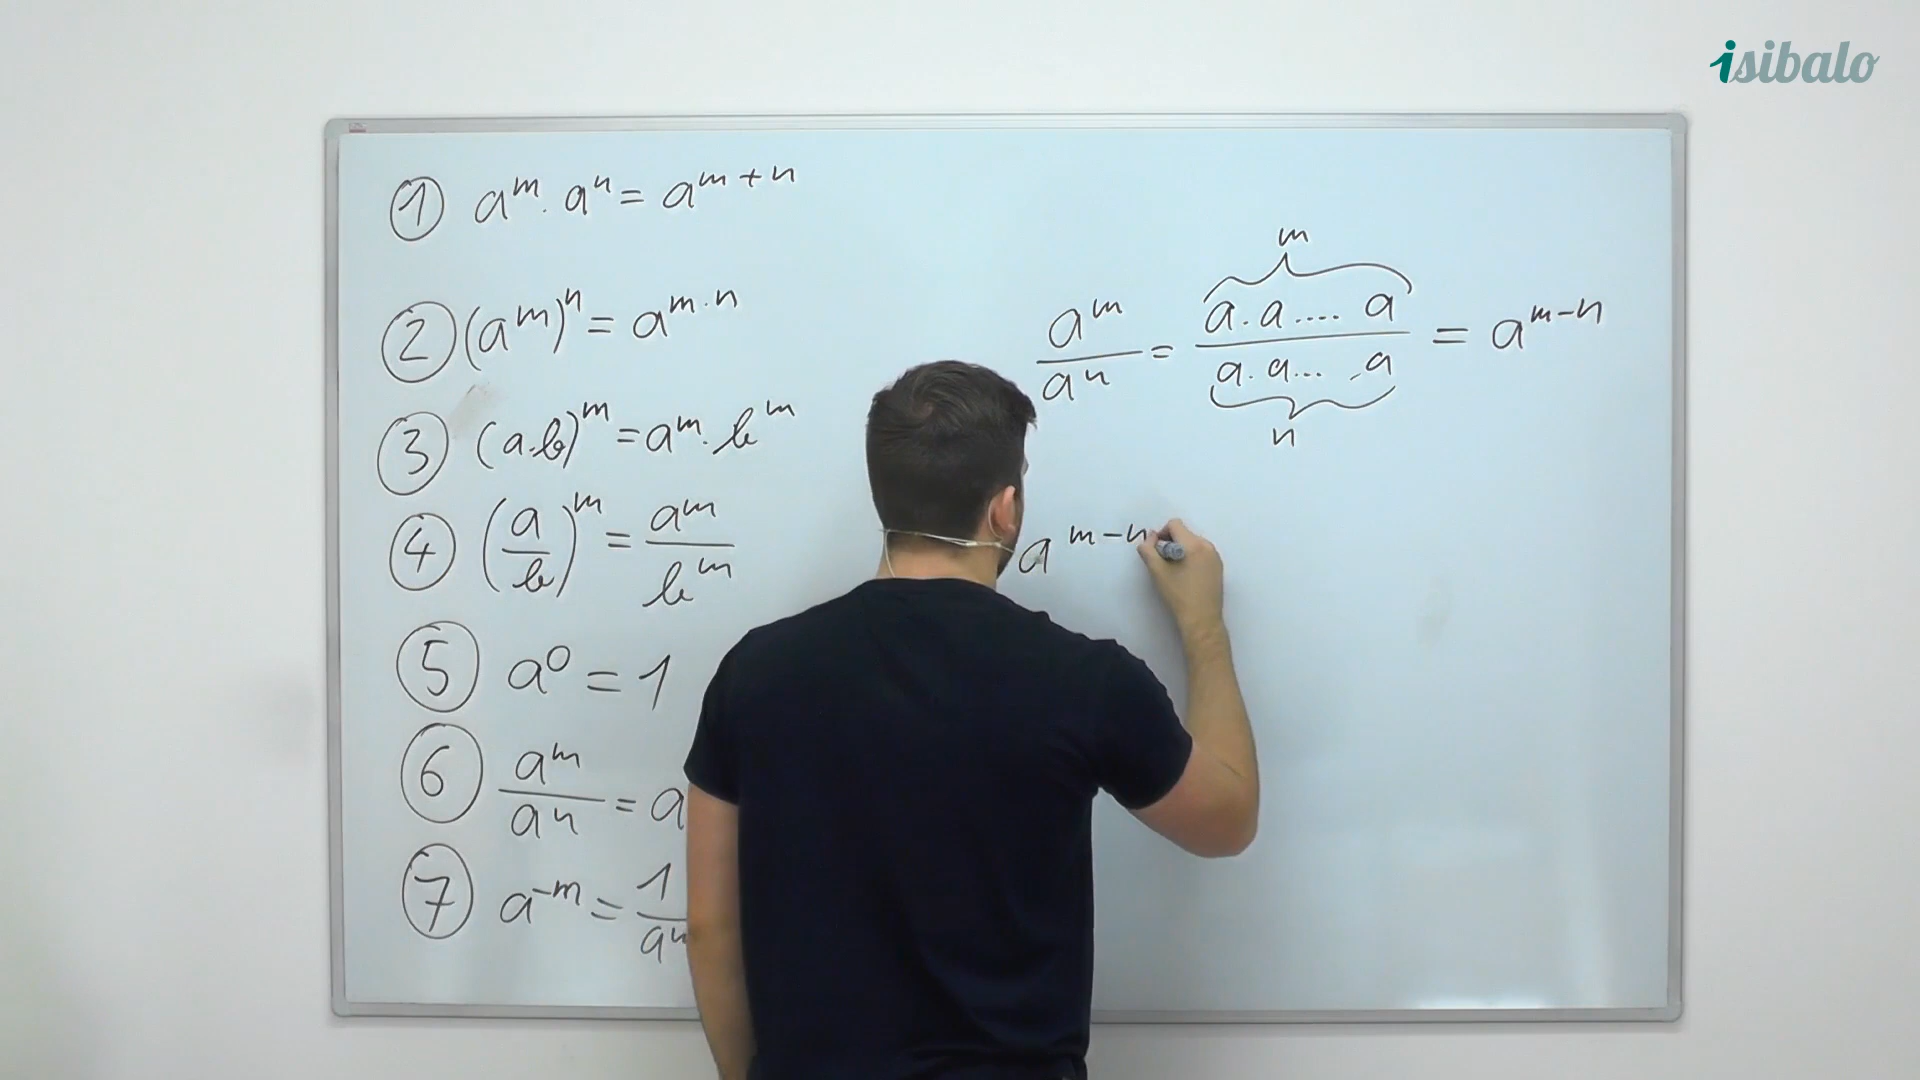 isibalo
① a^m · a^n = a^{m+n}
② (a^m)^n = a^{m·n}
③ (a·b)^m = a^m · b^m
④ (a/b)^m = a^m / b^m
⑤ a^0 = 1
⑥ a^m / a^n = a
⑦ a^{-m} = 1 / a
m
a^m / a^n = a·a.... a / a·a... ·a = a^{m-n}
n
a^{m-n}